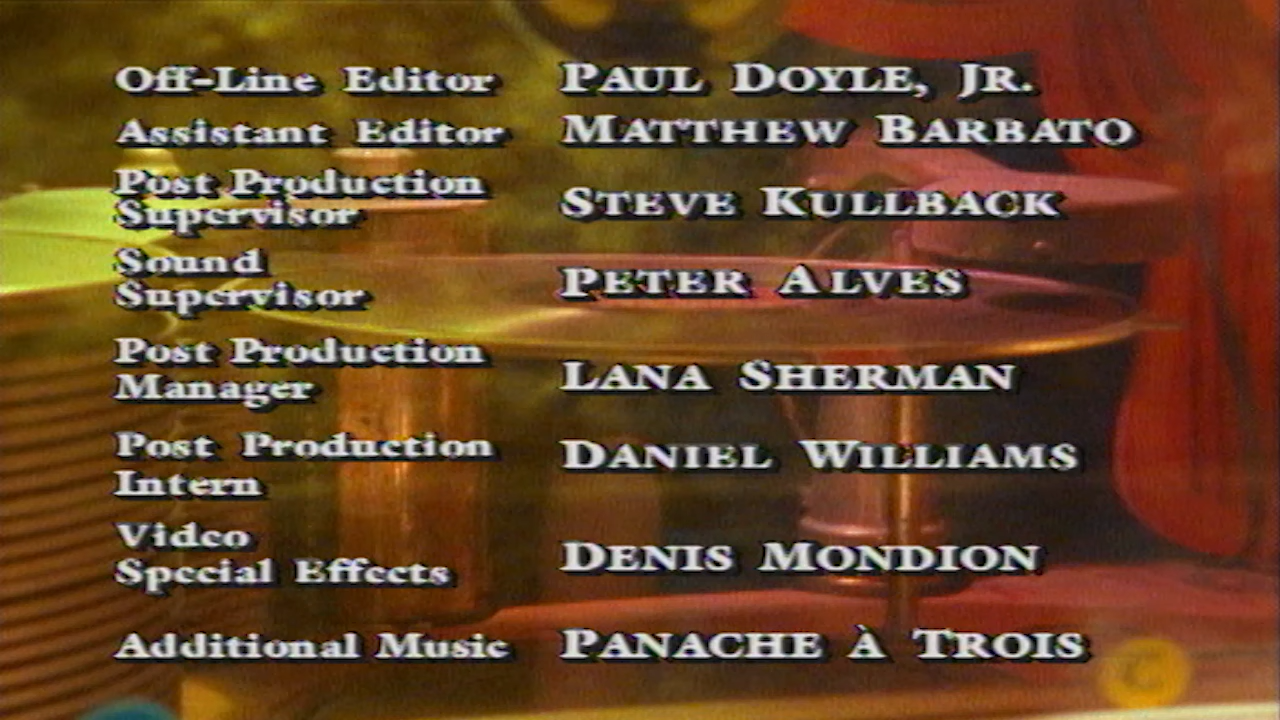 Off-Line Editor PAUL DOYLE, JR.
Assistant Editor MATTHEW BARBATO
Post Production
Supervisor STEVE KULLBACK
Sound
Supervisor PETER ALVES
Post Production
Manager LANA SHERMAN
Post Production
Intern DANIEL WILLIAMS
Video
Special Effects DENIS MONDION
Additional Music PANACHE À TROIS